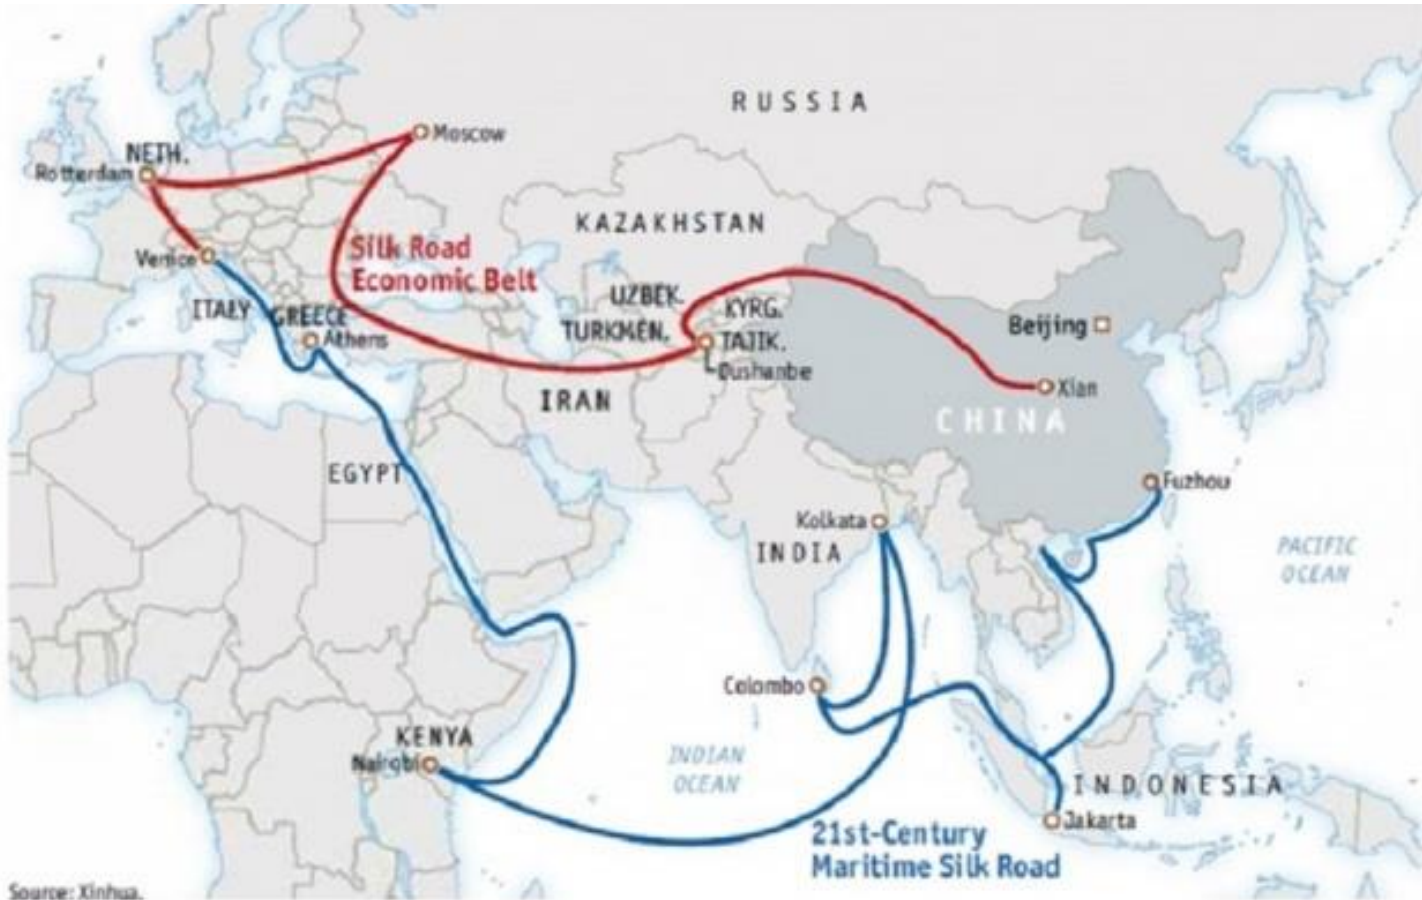 RUSSIA
Moscow
NETH.
Rotterdam
KAZAKHSTAN
Silk Road
Economic Belt
Venice
UZBEK.
KYRG.
ITALY
GREECE
TURKMEN.
Beijing
Athens
TAJIK.
Dushanbe
Xian
IRAN
CHINA
EGYPT
Fuzhou
Kolkata
INDIA
PACIFIC
OCEAN
Colombo
KENYA
Nairobi
INDIAN
OCEAN
INDONESIA
Jakarta
21st-Century
Maritime Silk Road
Source: Xinhua.